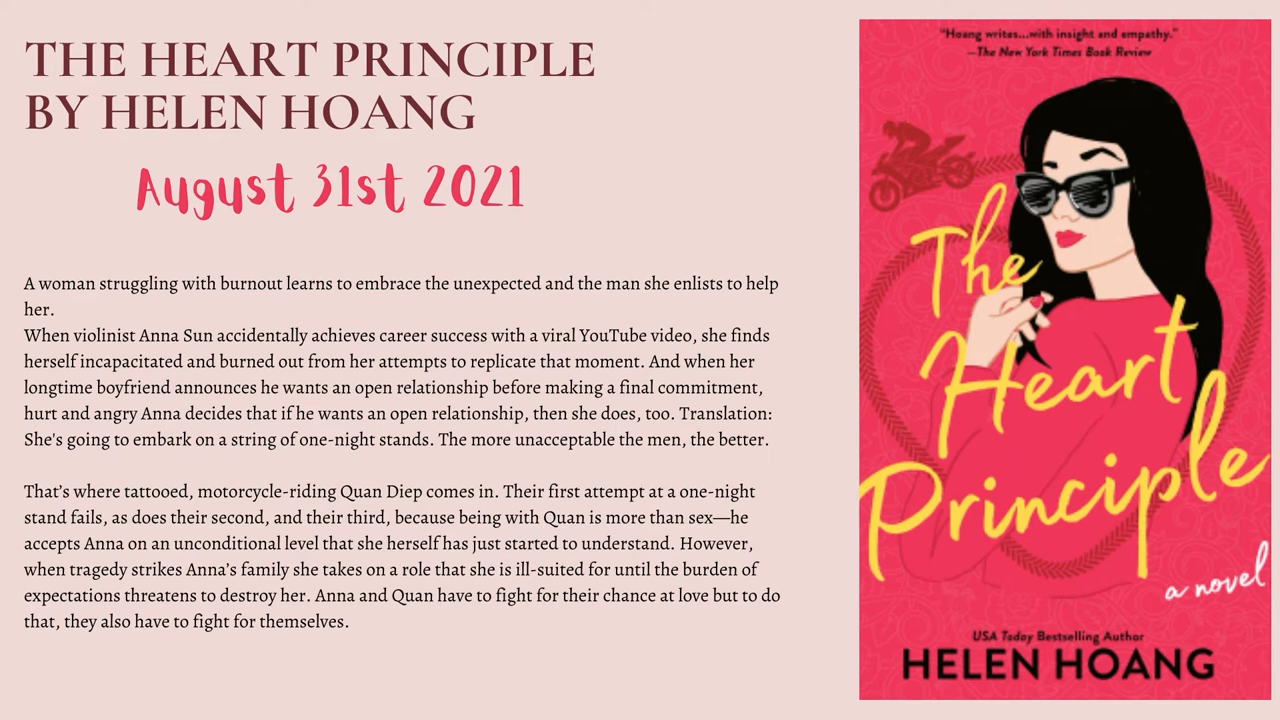 THE HEART PRINCIPLE
BY HELEN HOANG
August 31st 2021
A woman struggling with burnout learns to embrace the unexpected and the man she enlists to help
her.
When violinist Anna Sun accidentally achieves career success with a viral YouTube video, she finds
herself incapacitated and burned out from her attempts to replicate that moment. And when her
longtime boyfriend announces he wants an open relationship before making a final commitment,
hurt and angry Anna decides that if he wants an open relationship, then she does, too. Translation:
She's going to embark on a string of one-night stands. The more unacceptable the men, the better.
That's where tattooed, motorcycle-riding Quan Diep comes in. Their first attempt at a one-night
stand fails, as does their second, and their third, because being with Quan is more than sex—he
accepts Anna on an unconditional level that she herself has just started to understand. However,
when tragedy strikes Anna's family she takes on a role that she is ill-suited for until the burden of
expectations threatens to destroy her. Anna and Quan have to fight for their chance at love but to do
that, they also have to fight for themselves.
"Hoang writes...with insight and empathy."
—The New York Times Book Review
The
Heart
Principle
a novel
USA Today Bestselling Author
HELEN HOANG